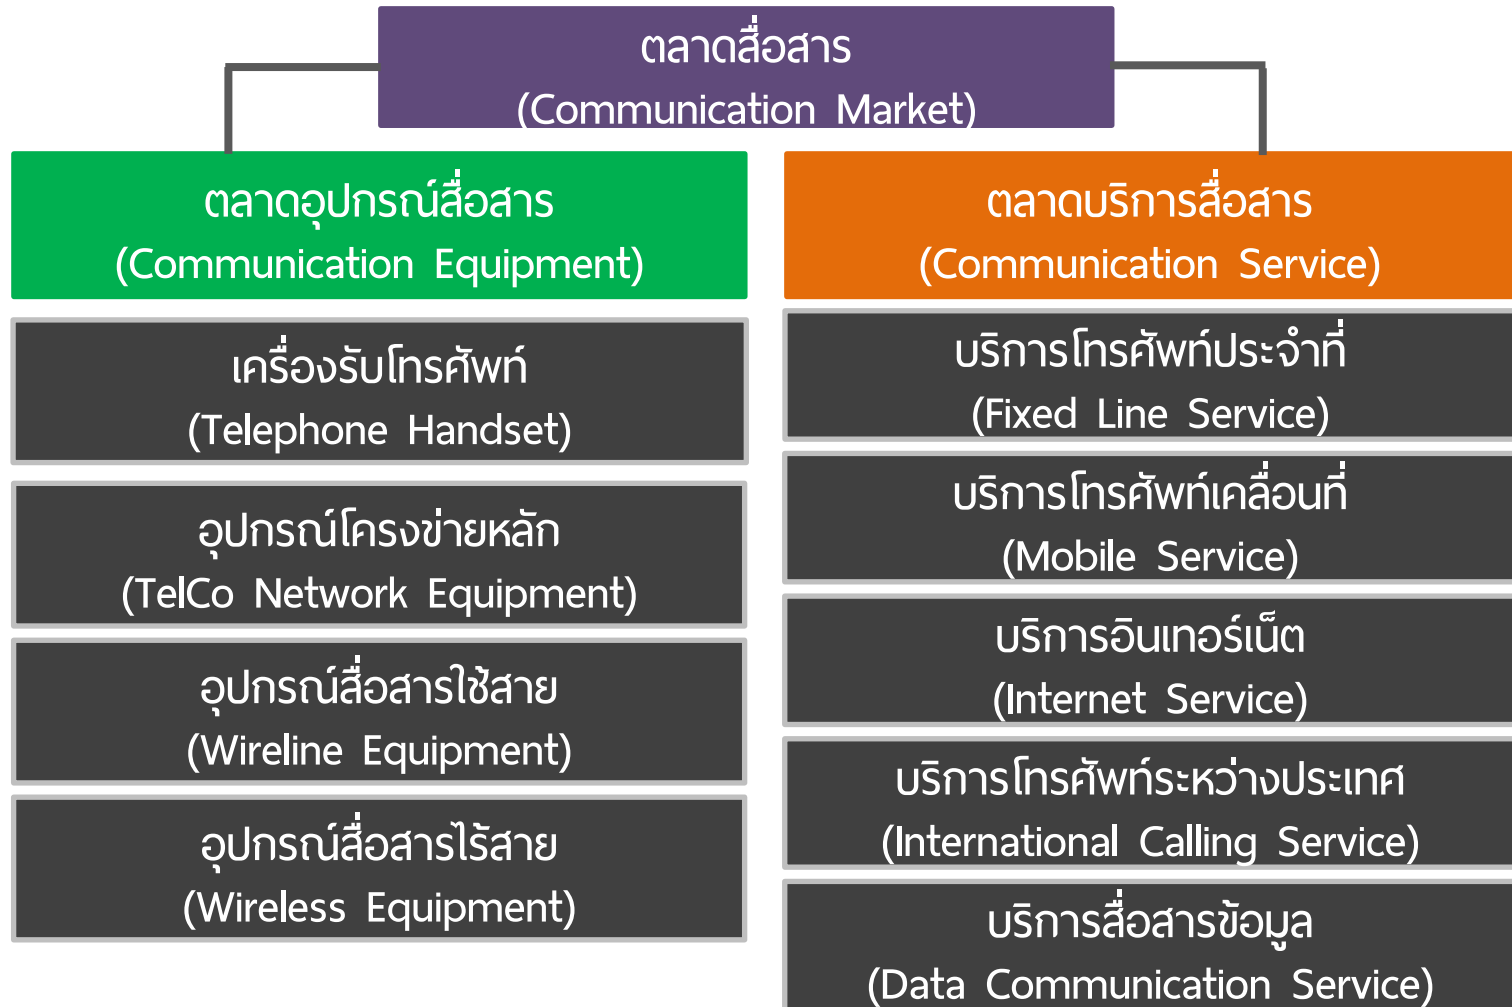 ตลาดสื่อสาร
(Communication Market)
ตลาดอุปกรณ์สื่อสาร
(Communication Equipment)
เครื่องรับโทรศัพท์
(Telephone Handset)
อุปกรณ์โครงข่ายหลัก
(TelCo Network Equipment)
อุปกรณ์สื่อสารใช้สาย
(Wireline Equipment)
อุปกรณ์สื่อสารไร้สาย
(Wireless Equipment)
ตลาดบริการสื่อสาร
(Communication Service)
บริการโทรศัพท์ประจำที่
(Fixed Line Service)
บริการโทรศัพท์เคลื่อนที่
(Mobile Service)
บริการอินเทอร์เน็ต
(Internet Service)
บริการโทรศัพท์ระหว่างประเทศ
(International Calling Service)
บริการสื่อสารข้อมูล
(Data Communication Service)